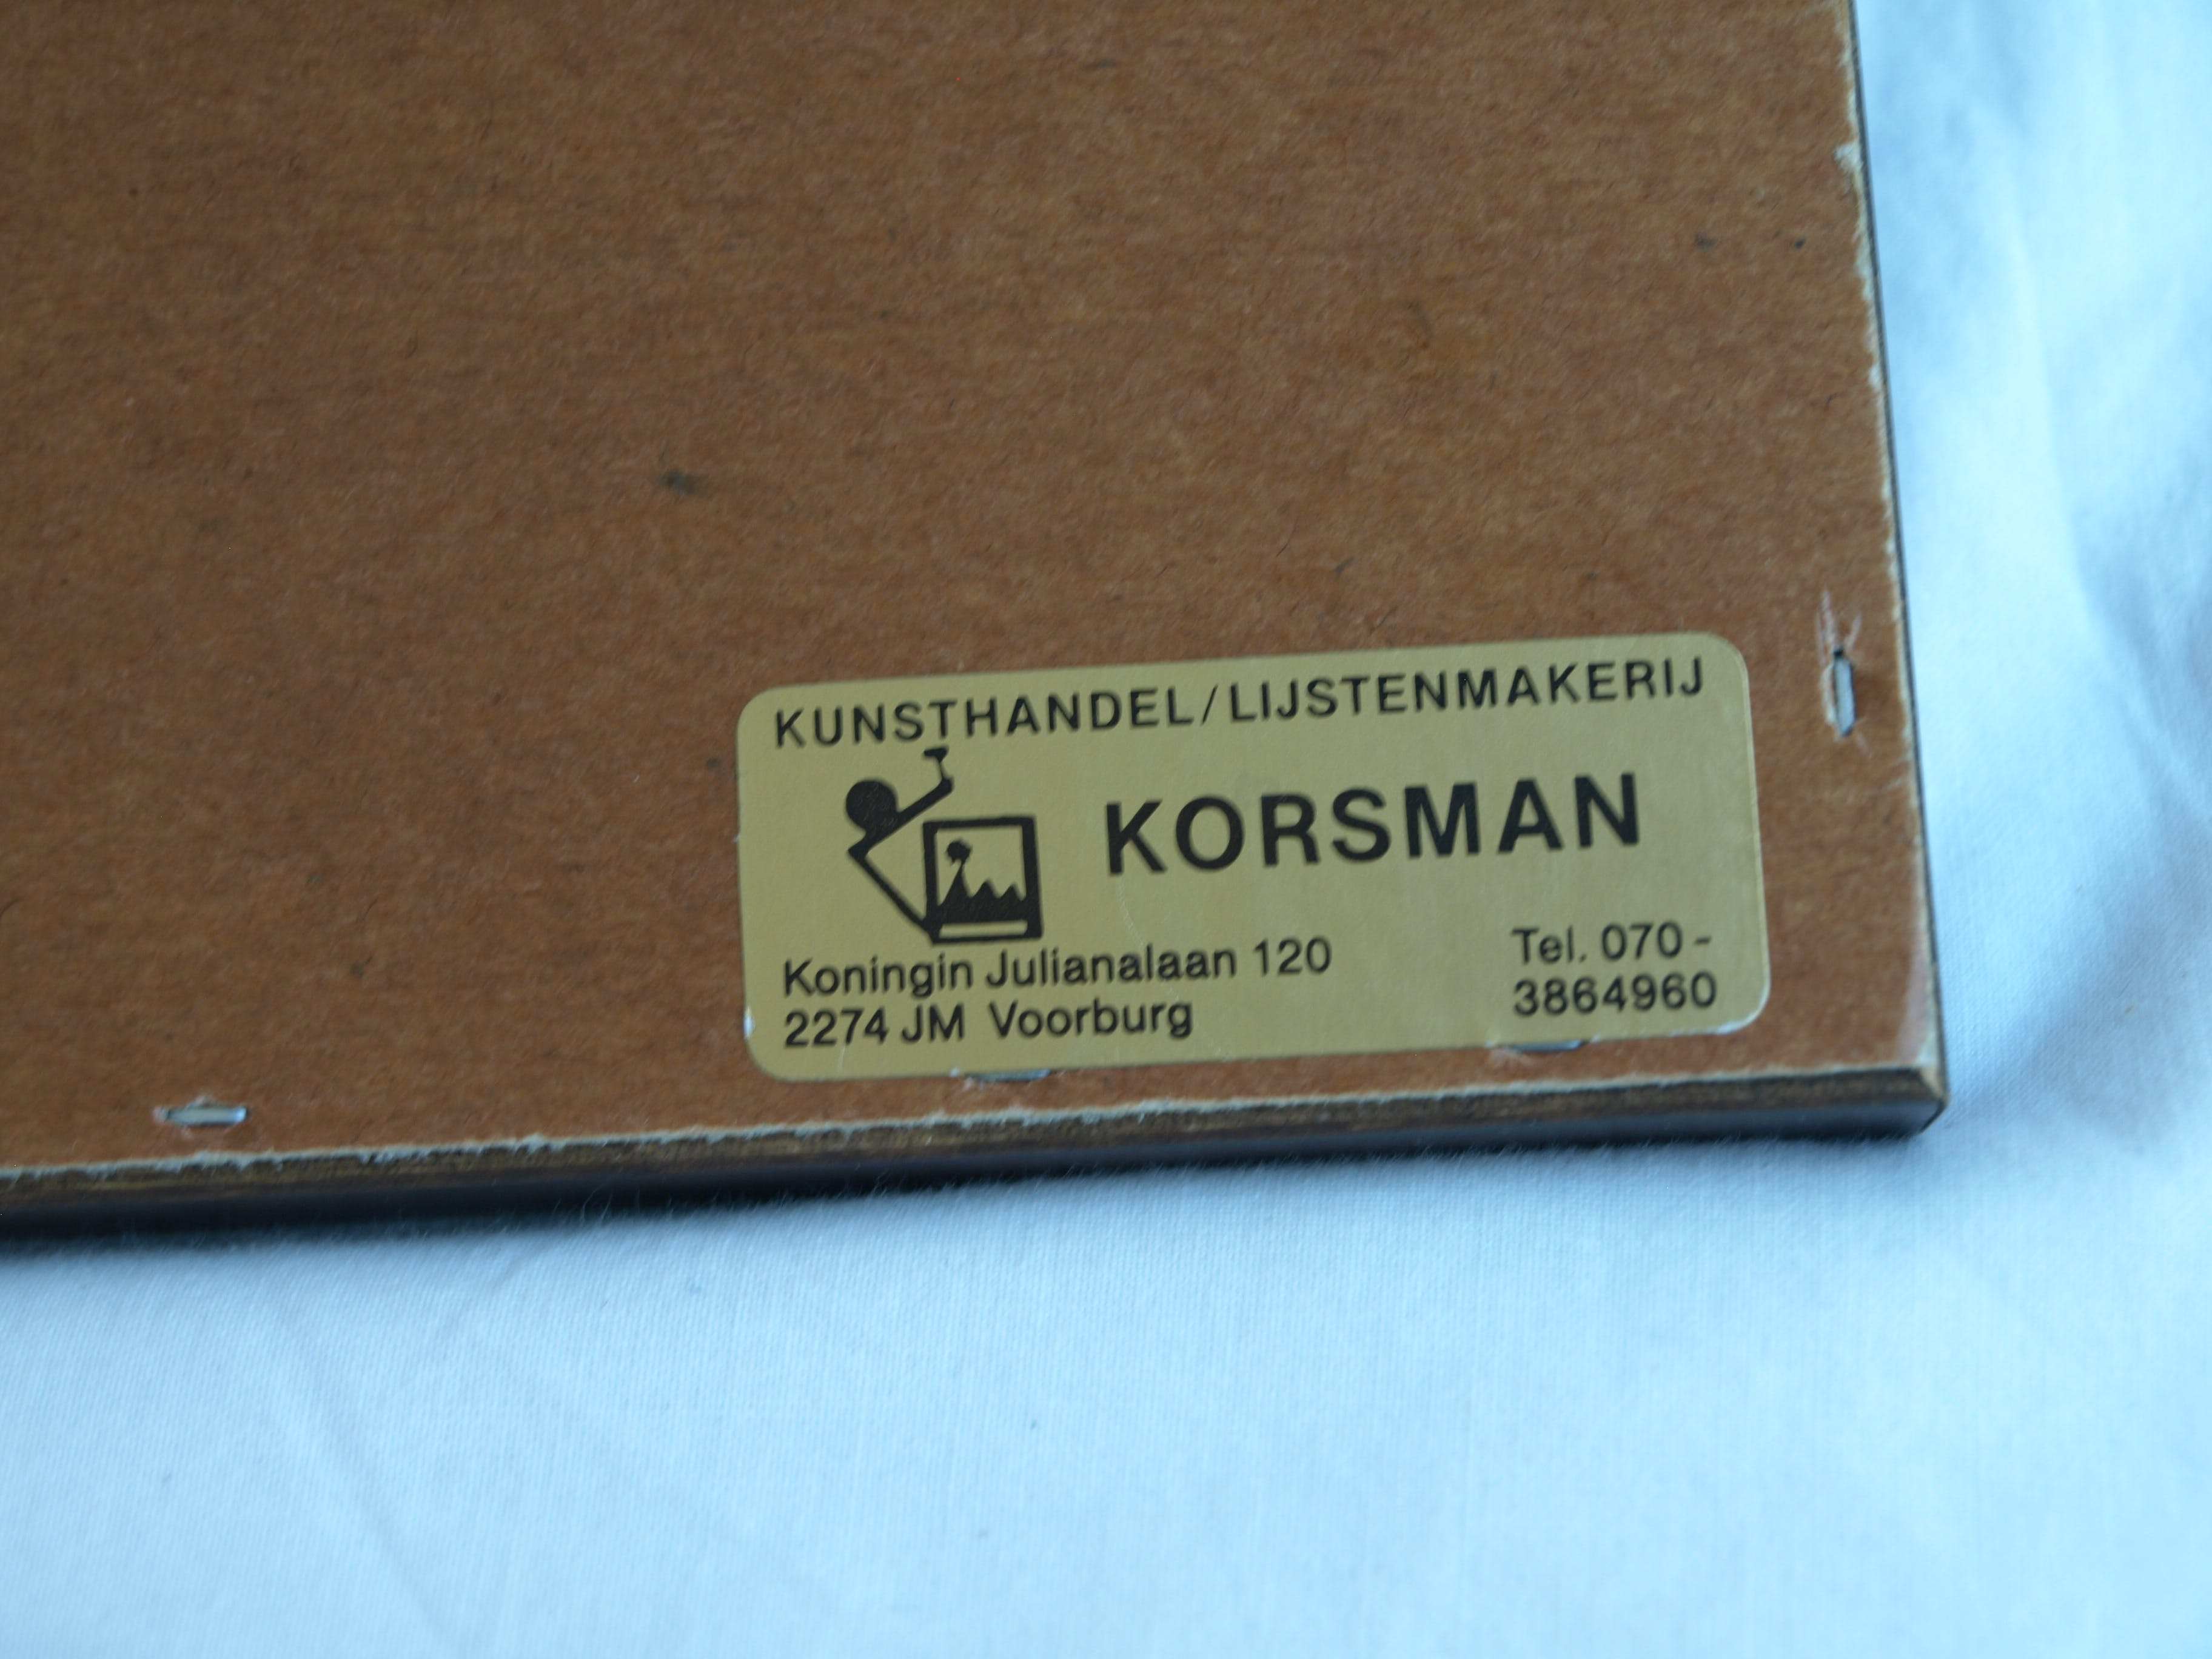 KUNSTHANDEL/LIJSTENMAKERIJ
KORSMAN
Koningin Julianalaan 120
2274 JM Voorburg
Tel. 070-
3864960